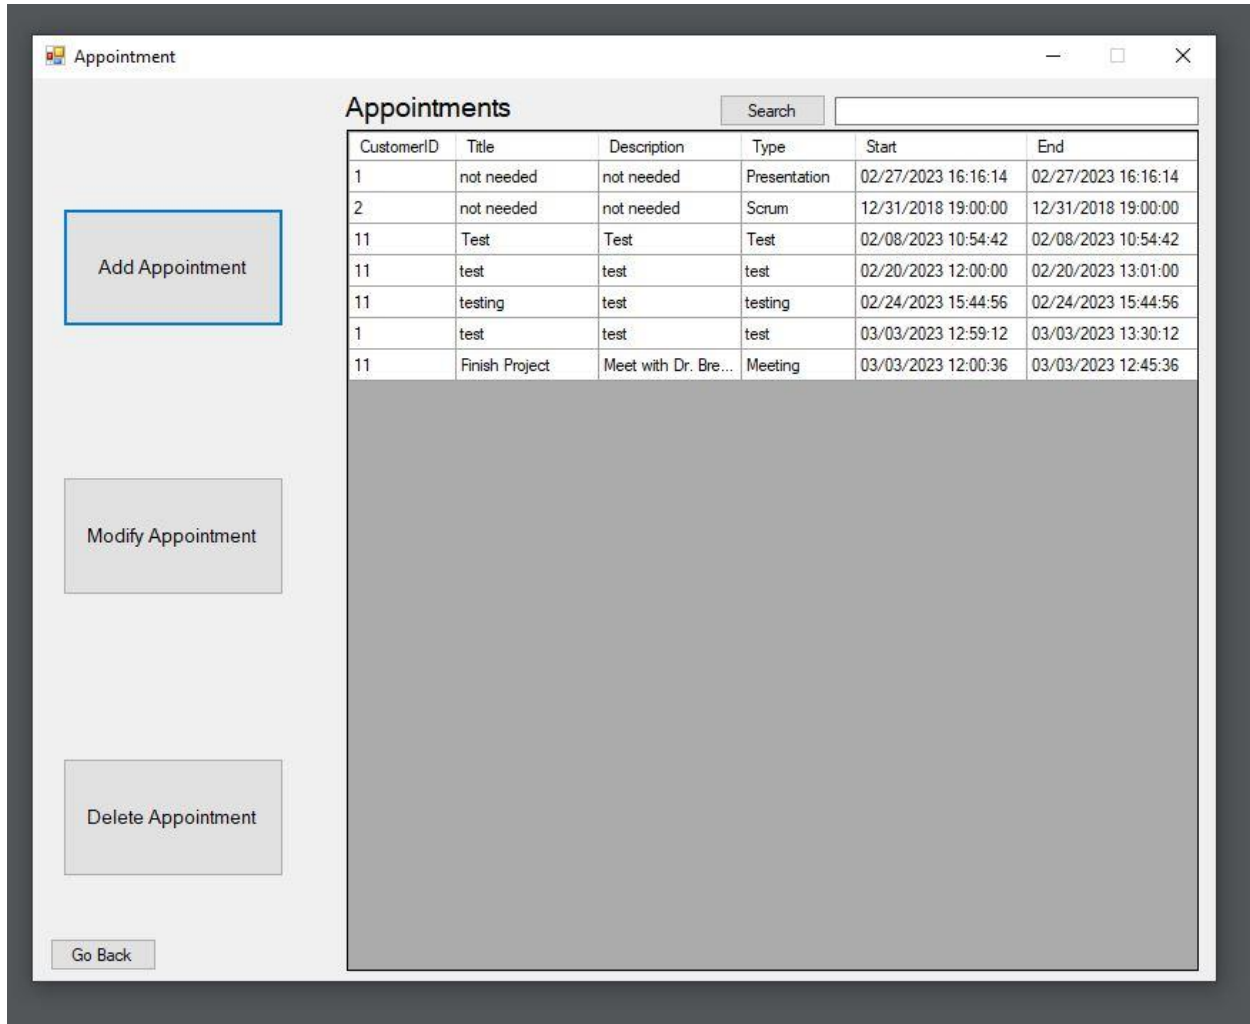 Appointment
Appointments Search
CustomerID Title Description Type Start End
1 not needed not needed Presentation 02/27/2023 16:16:14 02/27/2023 16:16:14
2 not needed not needed Scrum 12/31/2018 19:00:00 12/31/2018 19:00:00
11 Test Test Test 02/08/2023 10:54:42 02/08/2023 10:54:42
11 test test test 02/20/2023 12:00:00 02/20/2023 13:01:00
11 testing test testing 02/24/2023 15:44:56 02/24/2023 15:44:56
1 test test test 03/03/2023 12:59:12 03/03/2023 13:30:12
11 Finish Project Meet with Dr. Bre... Meeting 03/03/2023 12:00:36 03/03/2023 12:45:36
Add Appointment
Modify Appointment
Delete Appointment
Go Back